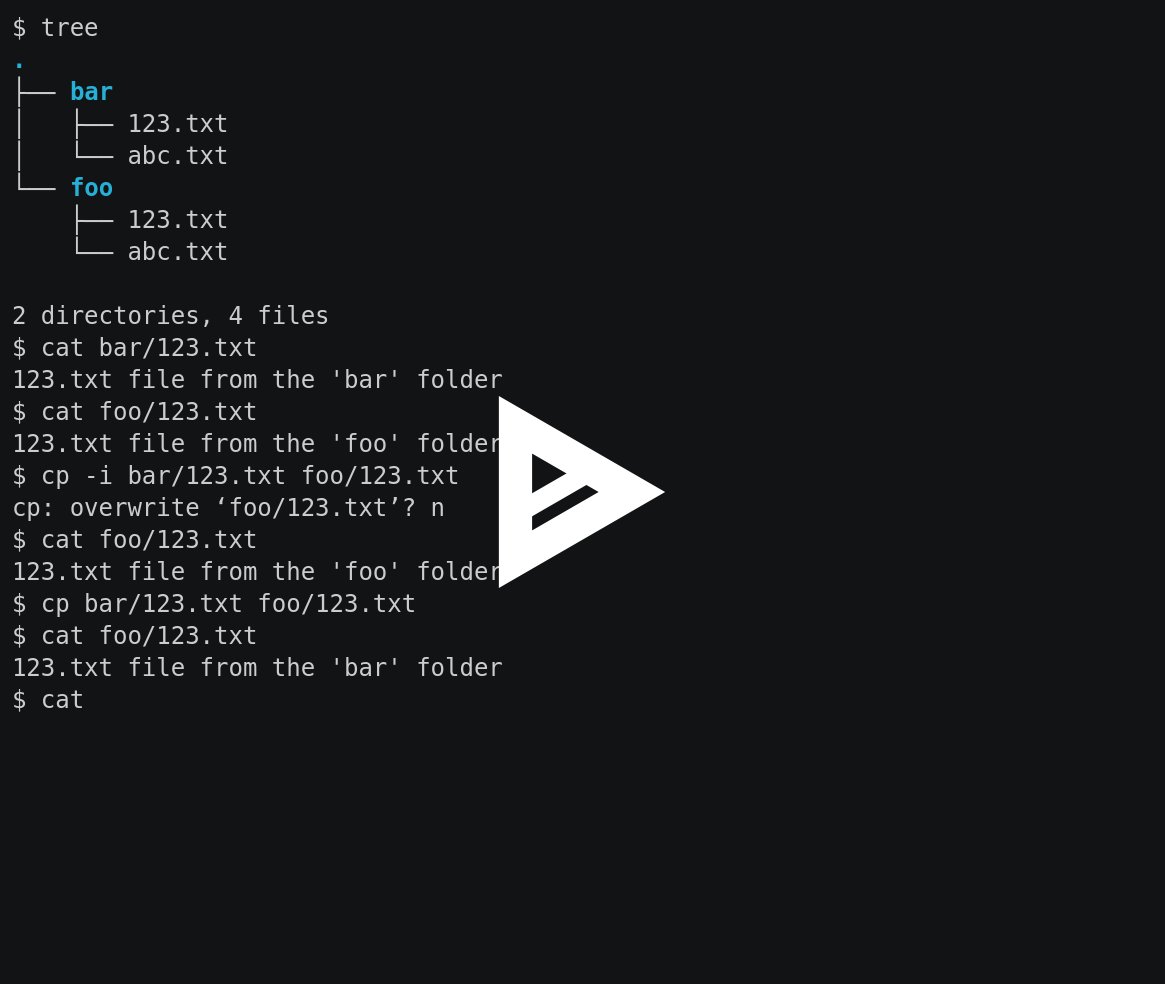 $ tree
.
├── bar
│   ├── 123.txt
│   └── abc.txt
└── foo
    ├── 123.txt
    └── abc.txt

2 directories, 4 files
$ cat bar/123.txt
123.txt file from the 'bar' folder
$ cat foo/123.txt
123.txt file from the 'foo' folder
$ cp -i bar/123.txt foo/123.txt
cp: overwrite ‘foo/123.txt’? n
$ cat foo/123.txt
123.txt file from the 'foo' folder
$ cp bar/123.txt foo/123.txt
$ cat foo/123.txt
123.txt file from the 'bar' folder
$ cat